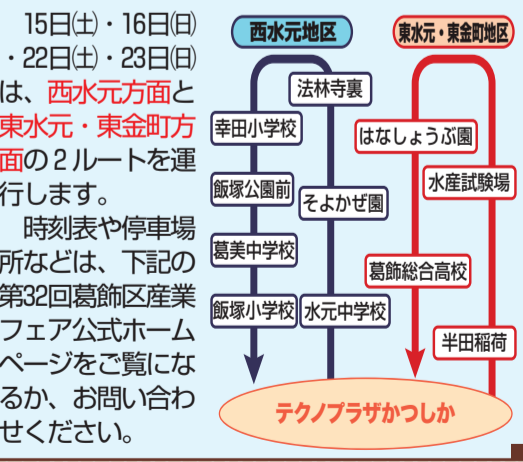 15日㈯・16日㈰
・22日㈯・23日㈰
は、西水元方面と
東水元・東金町方
面の2ルートを運
行します。
　時刻表や停車場
所などは、下記の
第32回葛飾区産業
フェア公式ホーム
ページをご覧にな
るか、お問い合わ
せください。
西水元地区
法林寺裏
幸田小学校
飯塚公園前
そよかぜ園
葛美中学校
飯塚小学校
水元中学校
東水元・東金町地区
はなしょうぶ園
水産試験場
葛飾総合高校
半田稲荷
テクノプラザかつしか